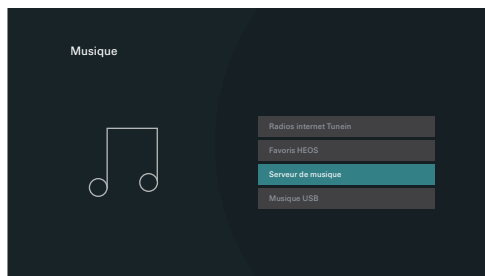 Musique
Radios internet Tunein
Favoris HEOS
Serveur de musique
Musique USB